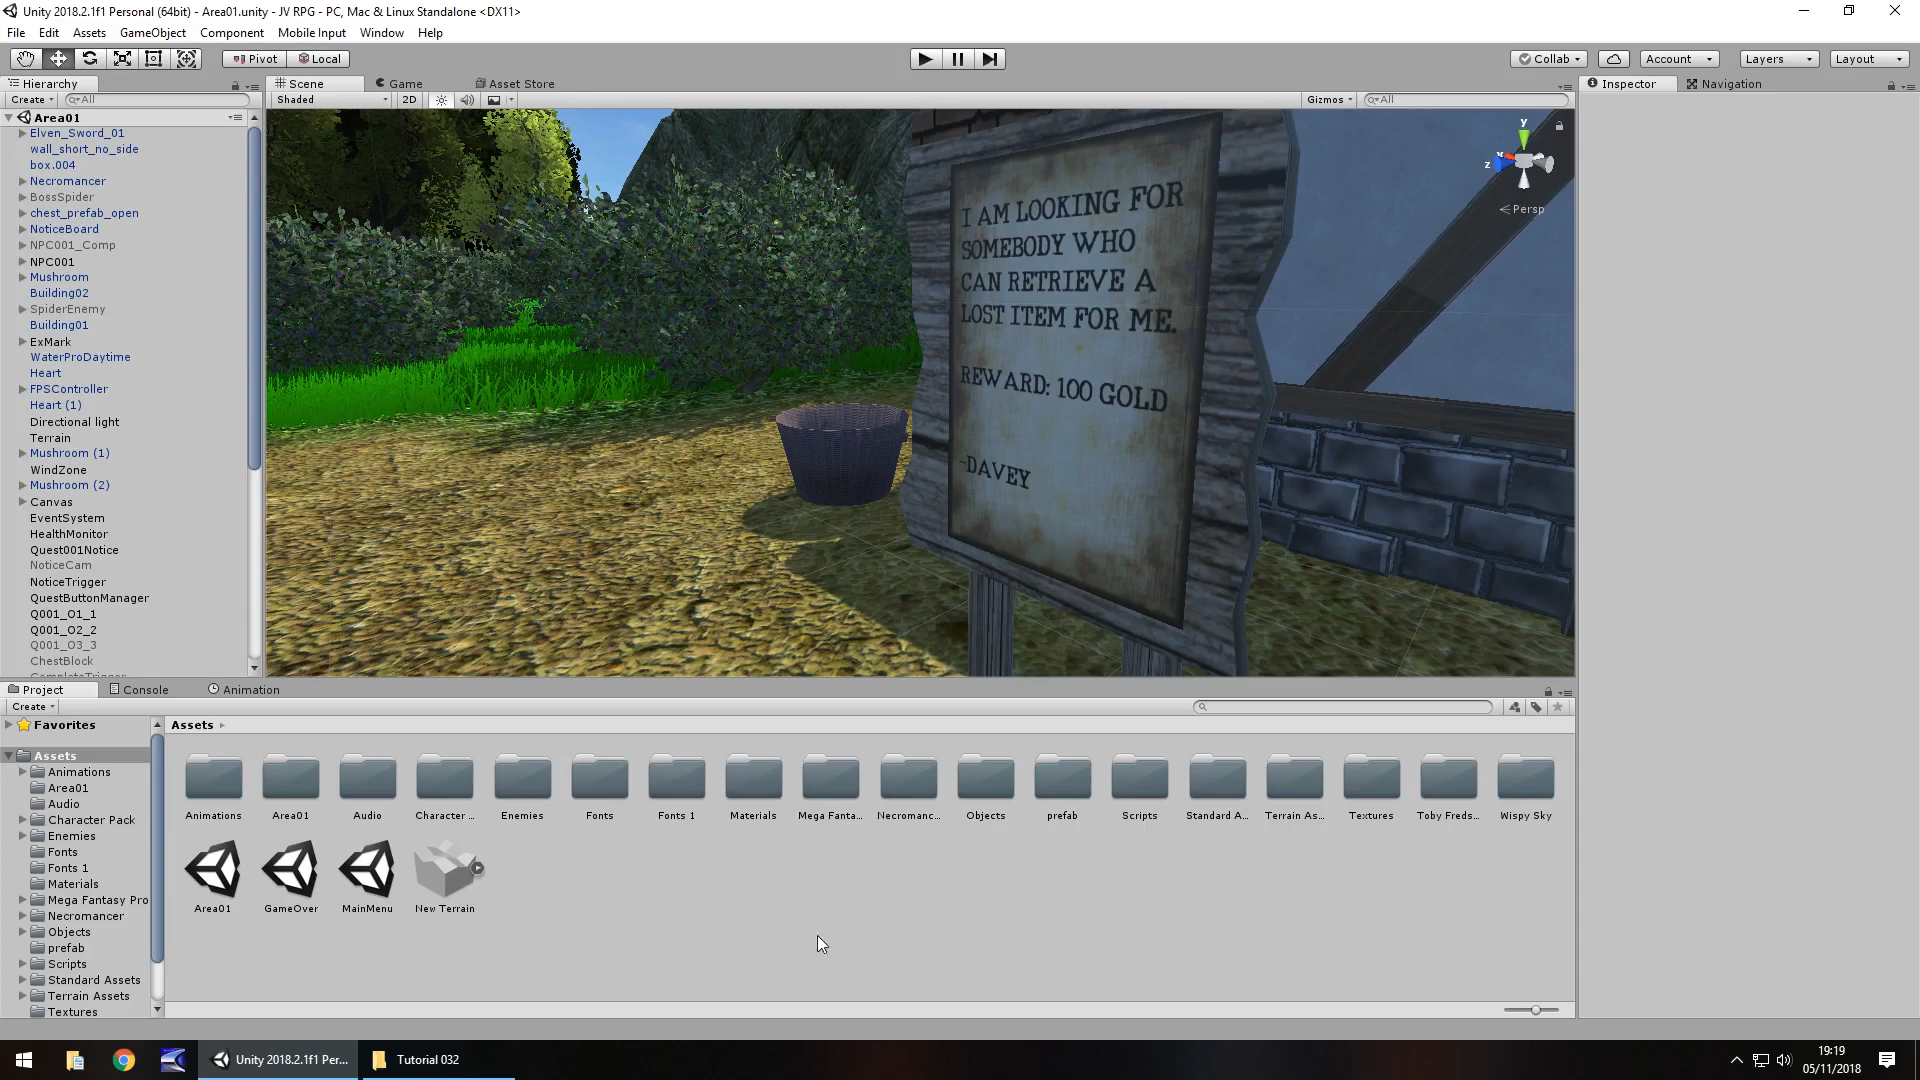 Unity 2018.2.1f1 Personal (64bit) - Area01.unity - JV RPG - PC, Mac & Linux Standalone <DX11>
File Edit Assets GameObject Component Mobile Input Window Help
Pivot Local Collab Account Layers Layout
Hierarchy Scene Game Asset Store Inspector Navigation
Create All Shaded 2D Gizmos All
Area01
Elven_Sword_01
wall_short_no_side
box.004
Necromancer
BossSpider
chest_prefab_open
NoticeBoard
NPC001_Comp
NPC001
Mushroom
Building02
SpiderEnemy
Building01
ExMark
WaterProDaytime
Heart
FPSController
Heart (1)
Directional light
Terrain
Mushroom (1)
WindZone
Mushroom (2)
Canvas
EventSystem
HealthMonitor
Quest001Notice
NoticeCam
NoticeTrigger
QuestButtonManager
Q001_O1_1
Q001_O2_2
Q001_O3_3
ChestBlock
I AM LOOKING FOR
SOMEBODY WHO
CAN RETRIEVE A
LOST ITEM FOR ME.
REWARD: 100 GOLD
-DAVEY
y
z
Persp
Project Console Animation
Create
Favorites
Assets
Animations
Area01
Audio
Character Pack
Enemies
Fonts
Fonts 1
Materials
Mega Fantasy Pro
Necromancer
Objects
prefab
Scripts
Standard Assets
Terrain Assets
Textures
Assets
Animations Area01 Audio Character ... Enemies Fonts Fonts 1 Materials Mega Fanta... Necromanc... Objects prefab Scripts Standard A... Terrain As... Textures Toby Freds... Wispy Sky
Area01 GameOver MainMenu New Terrain
Unity 2018.2.1f1 Per... Tutorial 032
19:19
05/11/2018